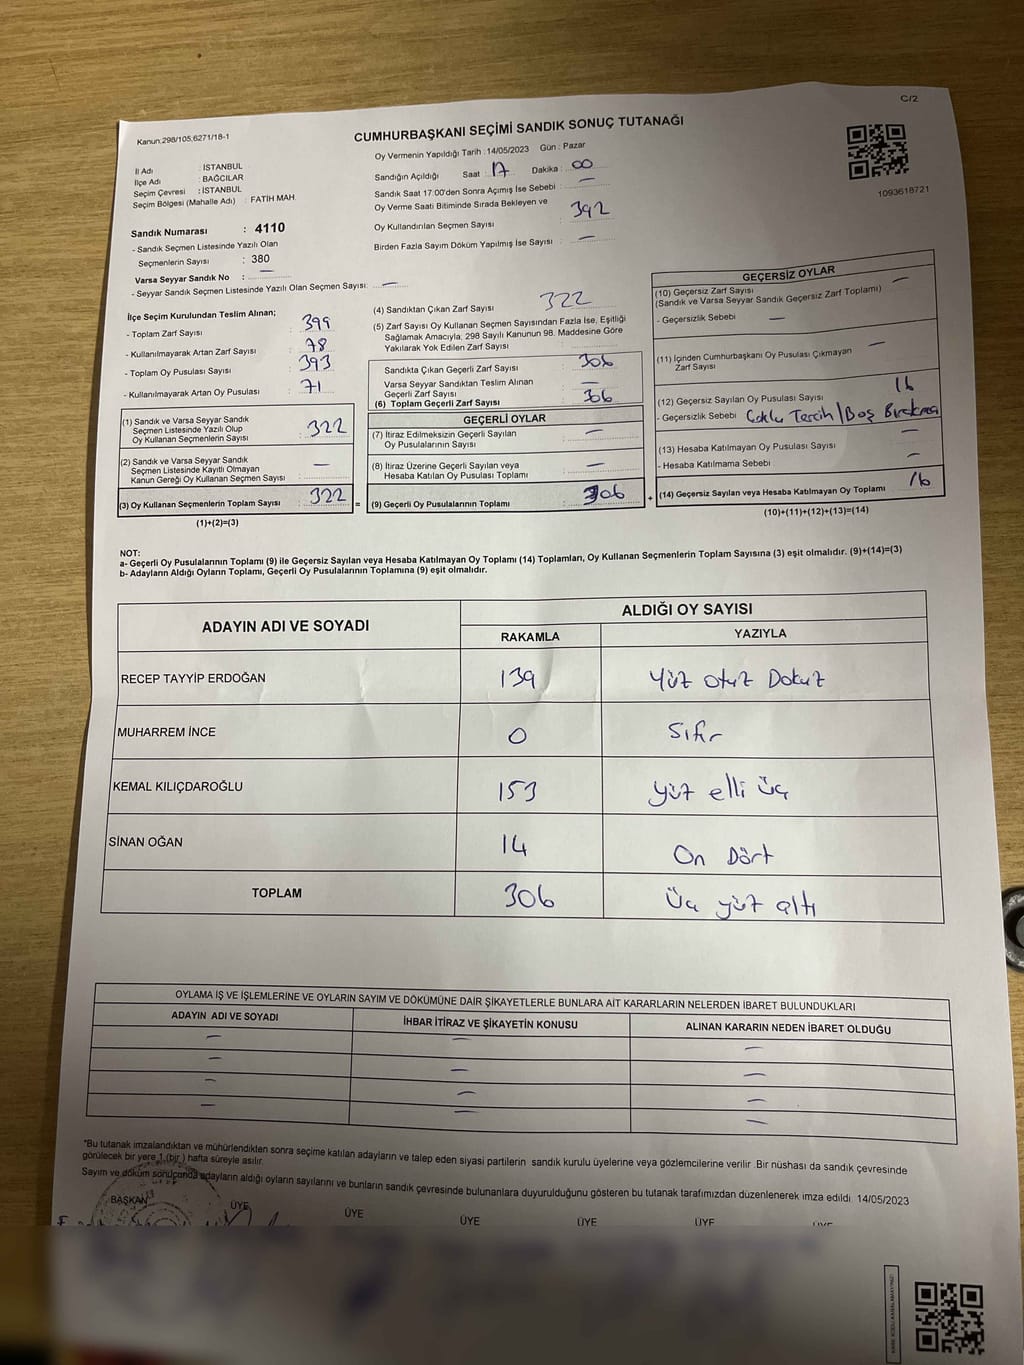 C/2
Kanun:298/105,6271/18-1
CUMHURBAŞKANI SEÇİMİ SANDIK SONUÇ TUTANAĞI
İl Adı : İSTANBUL
İlçe Adı : BAĞCILAR
Seçim Çevresi : İSTANBUL
Seçim Bölgesi (Mahalle Adı) : FATİH MAH.
Sandık Numarası : 4110
- Sandık Seçmen Listesinde Yazılı Olan
Seçmenlerin Sayısı : 380
Varsa Seyyar Sandık No : —
- Seyyar Sandık Seçmen Listesinde Yazılı Olan Seçmen Sayısı: —
Oy Vermenin Yapıldığı Tarih : 14/05/2023 Gün : Pazar
Sandığın Açıldığı Saat : 17 Dakika : 00
Sandık Saat 17:00'den Sonra Açımış İse Sebebi : —
Oy Verme Saati Bitiminde Sırada Bekleyen ve
Oy Kullandırılan Seçmen Sayısı : 392
Birden Fazla Sayım Döküm Yapılmış İse Sayısı : —
1093618721
İlçe Seçim Kurulundan Teslim Alınan;
- Toplam Zarf Sayısı : 399
- Kullanılmayarak Artan Zarf Sayısı : 78
- Toplam Oy Pusulası Sayısı : 393
- Kullanılmayarak Artan Oy Pusulası : 71
(1) Sandık ve Varsa Seyyar Sandık
Seçmen Listesinde Yazılı Olup
Oy Kullanan Seçmenlerin Sayısı : 322
(2) Sandık ve Varsa Seyyar Sandık
Seçmen Listesinde Kayıtlı Olmayan
Kanun Gereği Oy Kullanan Seçmen Sayısı : —
(3) Oy Kullanan Seçmenlerin Toplam Sayısı : 322 =
(1)+(2)=(3)
(4) Sandıktan Çıkan Zarf Sayısı : 322
(5) Zarf Sayısı Oy Kullanan Seçmen Sayısından Fazla İse, Eşitliği
Sağlamak Amacıyla, 298 Sayılı Kanunun 98. Maddesine Göre
Yakılarak Yok Edilen Zarf Sayısı :
Sandıkta Çıkan Geçerli Zarf Sayısı : 306
Varsa Seyyar Sandıktan Teslim Alınan
Geçerli Zarf Sayısı : —
(6) Toplam Geçerli Zarf Sayısı : 306
GEÇERLİ OYLAR
(7) İtiraz Edilmeksizin Geçerli Sayılan
Oy Pusulalarının Sayısı : —
(8) İtiraz Üzerine Geçerli Sayılan veya
Hesaba Katılan Oy Pusulası Toplamı : —
(9) Geçerli Oy Pusulalarının Toplamı : 306 +
GEÇERSİZ OYLAR
(10) Geçersiz Zarf Sayısı
(Sandık ve Varsa Seyyar Sandık Geçersiz Zarf Toplamı) : —
- Geçersizlik Sebebi : —
(11) İçinden Cumhurbaşkanı Oy Pusulası Çıkmayan
Zarf Sayısı : —
(12) Geçersiz Sayılan Oy Pusulası Sayısı : 16
- Geçersizlik Sebebi : Çoklu Tercih/Boş Bırakma
(13) Hesaba Katılmayan Oy Pusulası Sayısı : —
- Hesaba Katılmama Sebebi : —
(14) Geçersiz Sayılan veya Hesaba Katılmayan Oy Toplamı : 16
(10)+(11)+(12)+(13)=(14)
NOT:
a- Geçerli Oy Pusulalarının Toplamı (9) ile Geçersiz Sayılan veya Hesaba Katılmayan Oy Toplamı (14) Toplamları, Oy Kullanan Seçmenlerin Toplam Sayısına (3) eşit olmalıdır. (9)+(14)=(3)
b- Adayların Aldığı Oyların Toplamı, Geçerli Oy Pusulalarının Toplamına (9) eşit olmalıdır.
ADAYIN ADI VE SOYADI ALDIĞI OY SAYISI
RAKAMLA YAZIYLA
RECEP TAYYİP ERDOĞAN 139 Yüz otuz Dokuz
MUHARREM İNCE 0 Sıfır
KEMAL KILIÇDAROĞLU 153 yüz elli üç
SİNAN OĞAN 14 On Dört
TOPLAM 306 Üç yüz altı
OYLAMA İŞ VE İŞLEMLERİNE VE OYLARIN SAYIM VE DÖKÜMÜNE DAİR ŞİKAYETLERLE BUNLARA AİT KARARLARIN NELERDEN İBARET BULUNDUKLARI
ADAYIN ADI VE SOYADI İHBAR İTİRAZ VE ŞİKAYETİN KONUSU ALINAN KARARIN NEDEN İBARET OLDUĞU
— — —
— — —
— — —
— — —
*Bu tutanak imzalandıktan ve mühürlendikten sonra seçime katılan adayların ve talep eden siyasi partilerin sandık kurulu üyelerine veya gözlemcilerine verilir .Bir nüshası da sandık çevresinde
görülecek bir yere 1 (bir ) hafta süreyle asılır.
Sayım ve döküm sonuçanda adayların aldığı oyların sayılarını ve bunların sandık çevresinde bulunanlara duyurulduğunu gösteren bu tutanak tarafımızdan düzenlenerek imza edildi. 14/05/2023
BAŞKAN ÜYE ÜYE ÜYE ÜYE ÜYE ÜYE